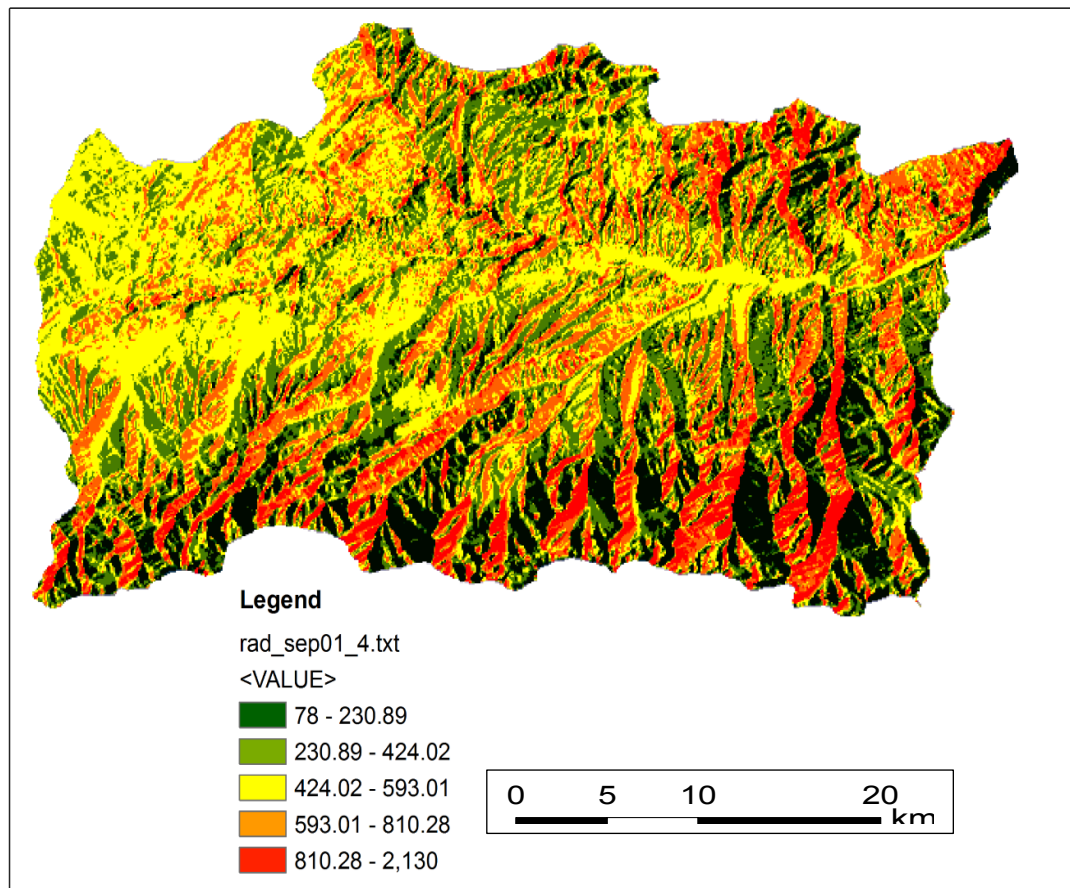 Legend
rad_sep01_4.txt
<VALUE>
78 - 230.89
230.89 - 424.02
424.02 - 593.01
593.01 - 810.28
810.28 - 2,130
0 5 10 20
km